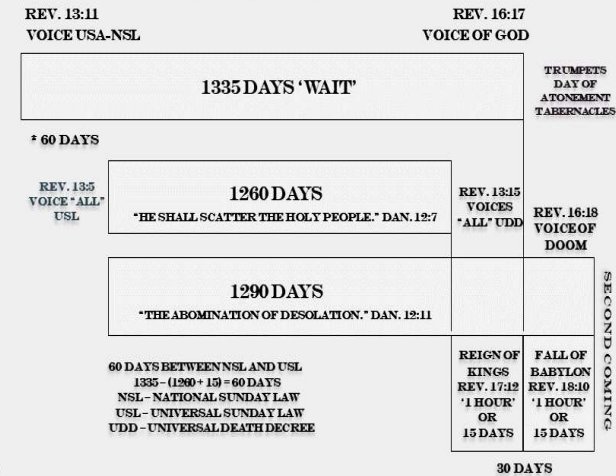 REV. 13:11
VOICE USA-NSL
REV. 16:17
VOICE OF GOD
1335 DAYS ‘WAIT’
TRUMPETS
DAY OF
ATONEMENT
TABERNACLES
* 60 DAYS
REV. 13:5
VOICE “ALL”
USL
1260 DAYS
“HE SHALL SCATTER THE HOLY PEOPLE.” DAN. 12:7
REV. 13:15
VOICES
“ALL” UDD
REV. 16:18
VOICE OF
DOOM
1290 DAYS
“THE ABOMINATION OF DESOLATION.” DAN. 12:11
SECOND COMING
60 DAYS BETWEEN NSL AND USL
1335 – (1260 + 15) = 60 DAYS
NSL – NATIONAL SUNDAY LAW
USL – UNIVERSAL SUNDAY LAW
UDD – UNIVERSAL DEATH DECREE
REIGN OF
KINGS
REV. 17:12
‘1 HOUR’
OR
15 DAYS
FALL OF
BABYLON
REV. 18:10
‘1 HOUR’
OR
15 DAYS
30 DAYS